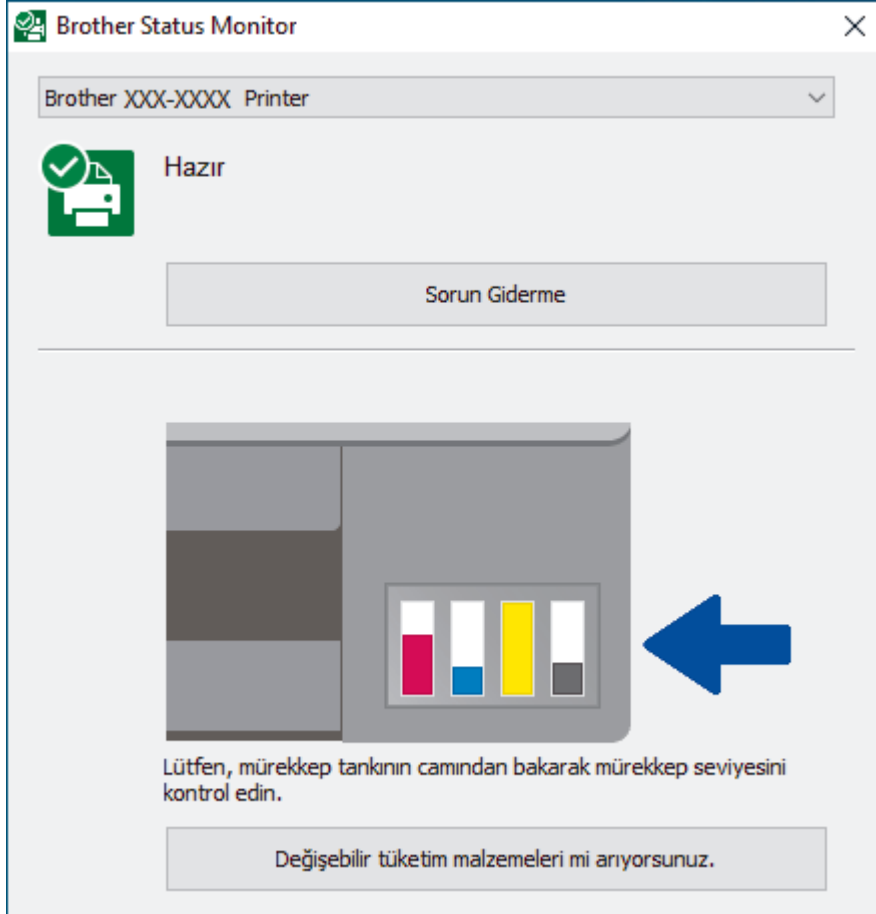 Brother Status Monitor
Brother XXX-XXXX Printer
Hazır
Sorun Giderme
Lütfen, mürekkep tankının camından bakarak mürekkep seviyesini
kontrol edin.
Değişebilir tüketim malzemeleri mi arıyorsunuz.